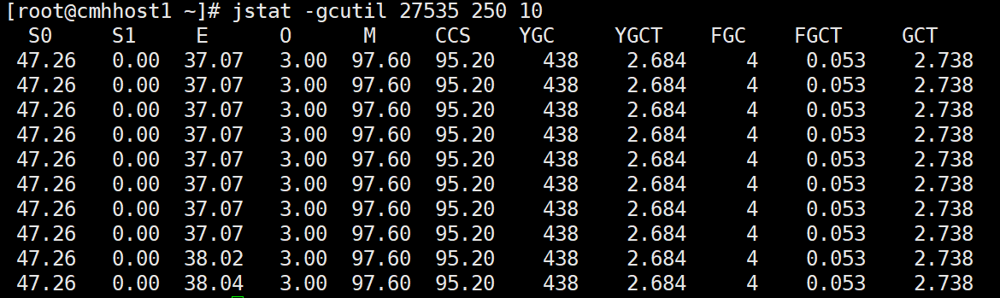 [root@cmhhost1 ~]# jstat -gcutil 27535 250 10
S0 S1 E O M CCS YGC YGCT FGC FGCT GCT
47.26 0.00 37.07 3.00 97.60 95.20 438 2.684 4 0.053 2.738
47.26 0.00 37.07 3.00 97.60 95.20 438 2.684 4 0.053 2.738
47.26 0.00 37.07 3.00 97.60 95.20 438 2.684 4 0.053 2.738
47.26 0.00 37.07 3.00 97.60 95.20 438 2.684 4 0.053 2.738
47.26 0.00 37.07 3.00 97.60 95.20 438 2.684 4 0.053 2.738
47.26 0.00 37.07 3.00 97.60 95.20 438 2.684 4 0.053 2.738
47.26 0.00 37.07 3.00 97.60 95.20 438 2.684 4 0.053 2.738
47.26 0.00 37.07 3.00 97.60 95.20 438 2.684 4 0.053 2.738
47.26 0.00 38.02 3.00 97.60 95.20 438 2.684 4 0.053 2.738
47.26 0.00 38.04 3.00 97.60 95.20 438 2.684 4 0.053 2.738